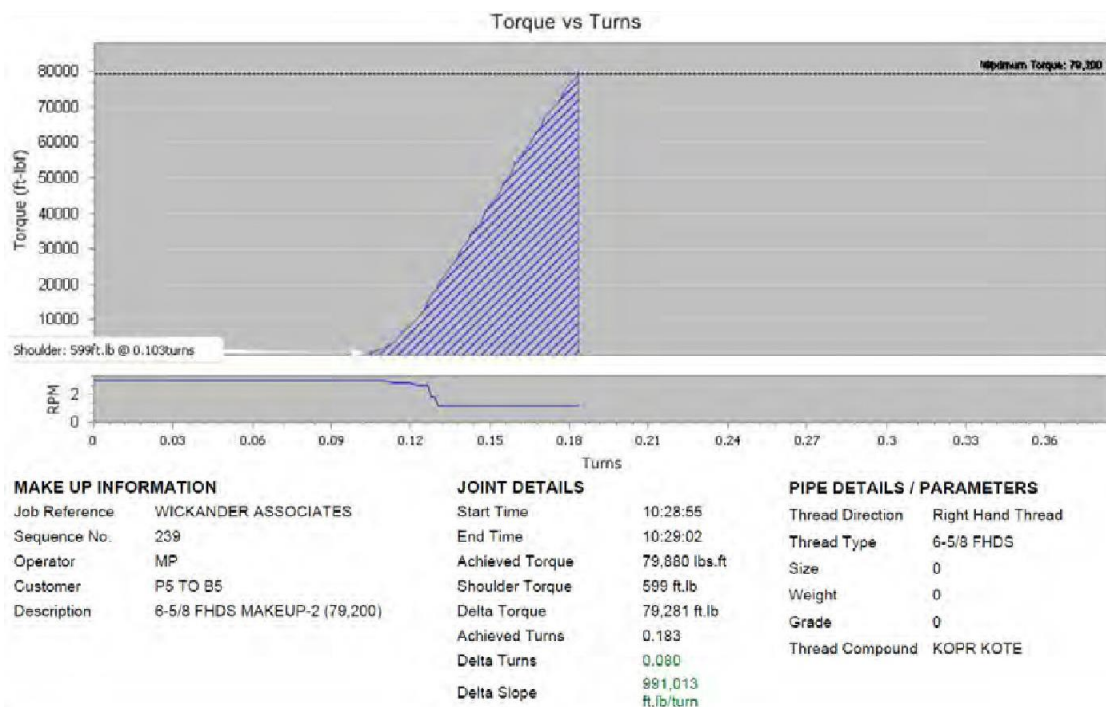 Torque vs Turns
80000
Minimum Torque: 79,200
70000
60000
50000
40000
30000
20000
10000
Torque (ft-lbf)
Shoulder: 599ft.lb @ 0.103turns
RPM
2
0
0 0.03 0.06 0.09 0.12 0.15 0.18 0.21 0.24 0.27 0.3 0.33 0.36
Turns
MAKE UP INFORMATION
Job Reference WICKANDER ASSOCIATES
Sequence No. 239
Operator MP
Customer P5 TO B5
Description 6-5/8 FHDS MAKEUP-2 (79,200)
JOINT DETAILS
Start Time 10:28:55
End Time 10:29:02
Achieved Torque 79,880 lbs.ft
Shoulder Torque 599 ft.lb
Delta Torque 79,281 ft.lb
Achieved Turns 0.183
Delta Turns 0.080
Delta Slope 991,013
ft.lb/turn
PIPE DETAILS / PARAMETERS
Thread Direction Right Hand Thread
Thread Type 6-5/8 FHDS
Size 0
Weight 0
Grade 0
Thread Compound KOPR KOTE